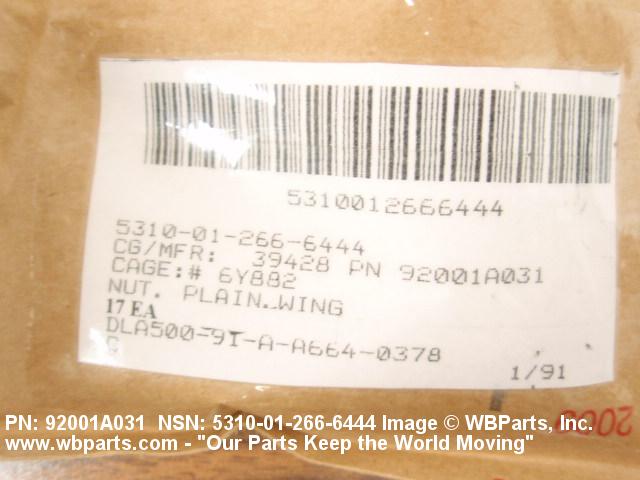 5310012666444
5310-01-266-6444
CG/MFR: 39428 PN 92001A031
CAGE:# 6Y882
NUT. PLAIN. WING
17 EA
DLA500-91-A-A664-0378
C
1/91
2003
PN: 92001A031 NSN: 5310-01-266-6444 Image © WBParts, Inc.
www.wbparts.com - "Our Parts Keep the World Moving"